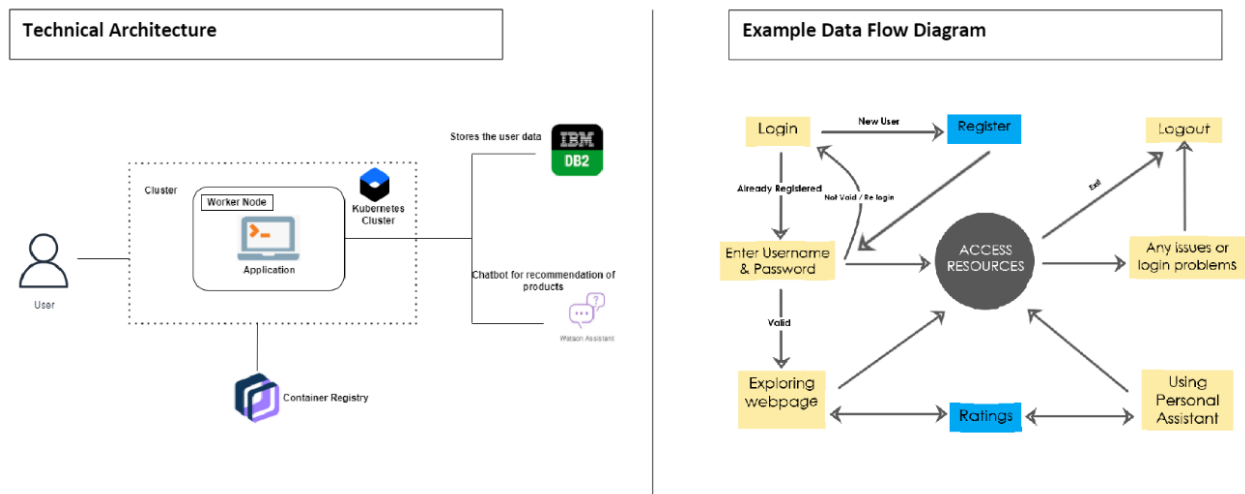 Technical Architecture
Stores the user data
IBM
DB2
Cluster
Worker Node
Kubernetes
Cluster
Application
User
Chatbot for recommendation of
products
Watson Assistant
Container Registry
Example Data Flow Diagram
Login
New User
Register
Logout
Already Registered
Not Void / Re login
Exit
Enter Username
& Password
ACCESS
RESOURCES
Any issues or
login problems
Valid
Exploring
webpage
Ratings
Using
Personal
Assistant